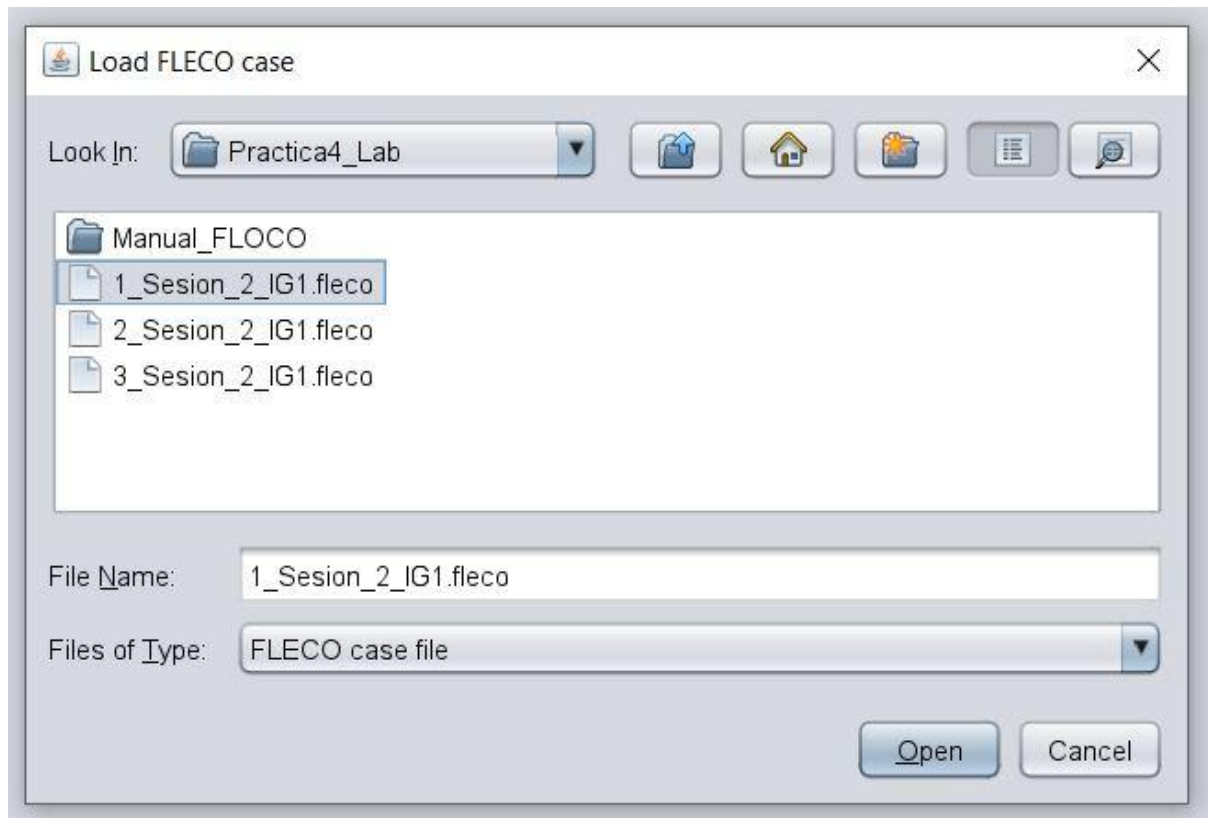 Load FLECO case
Look In: Practica4_Lab
Manual_FLOCO
1_Sesion_2_IG1.fleco
2_Sesion_2_IG1.fleco
3_Sesion_2_IG1.fleco
File Name: 1_Sesion_2_IG1.fleco
Files of Type: FLECO case file
Open Cancel